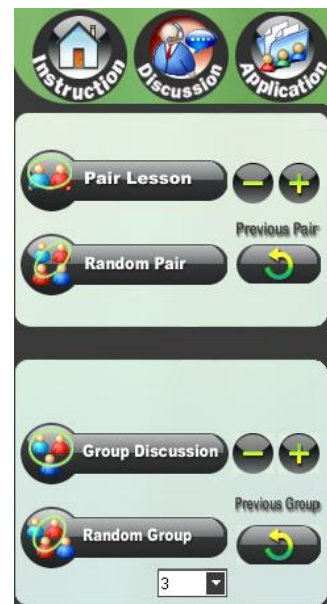 Instruction
Discussion
Application
Pair Lesson
Previous Pair
Random Pair
Group Discussion
Previous Group
Random Group
3